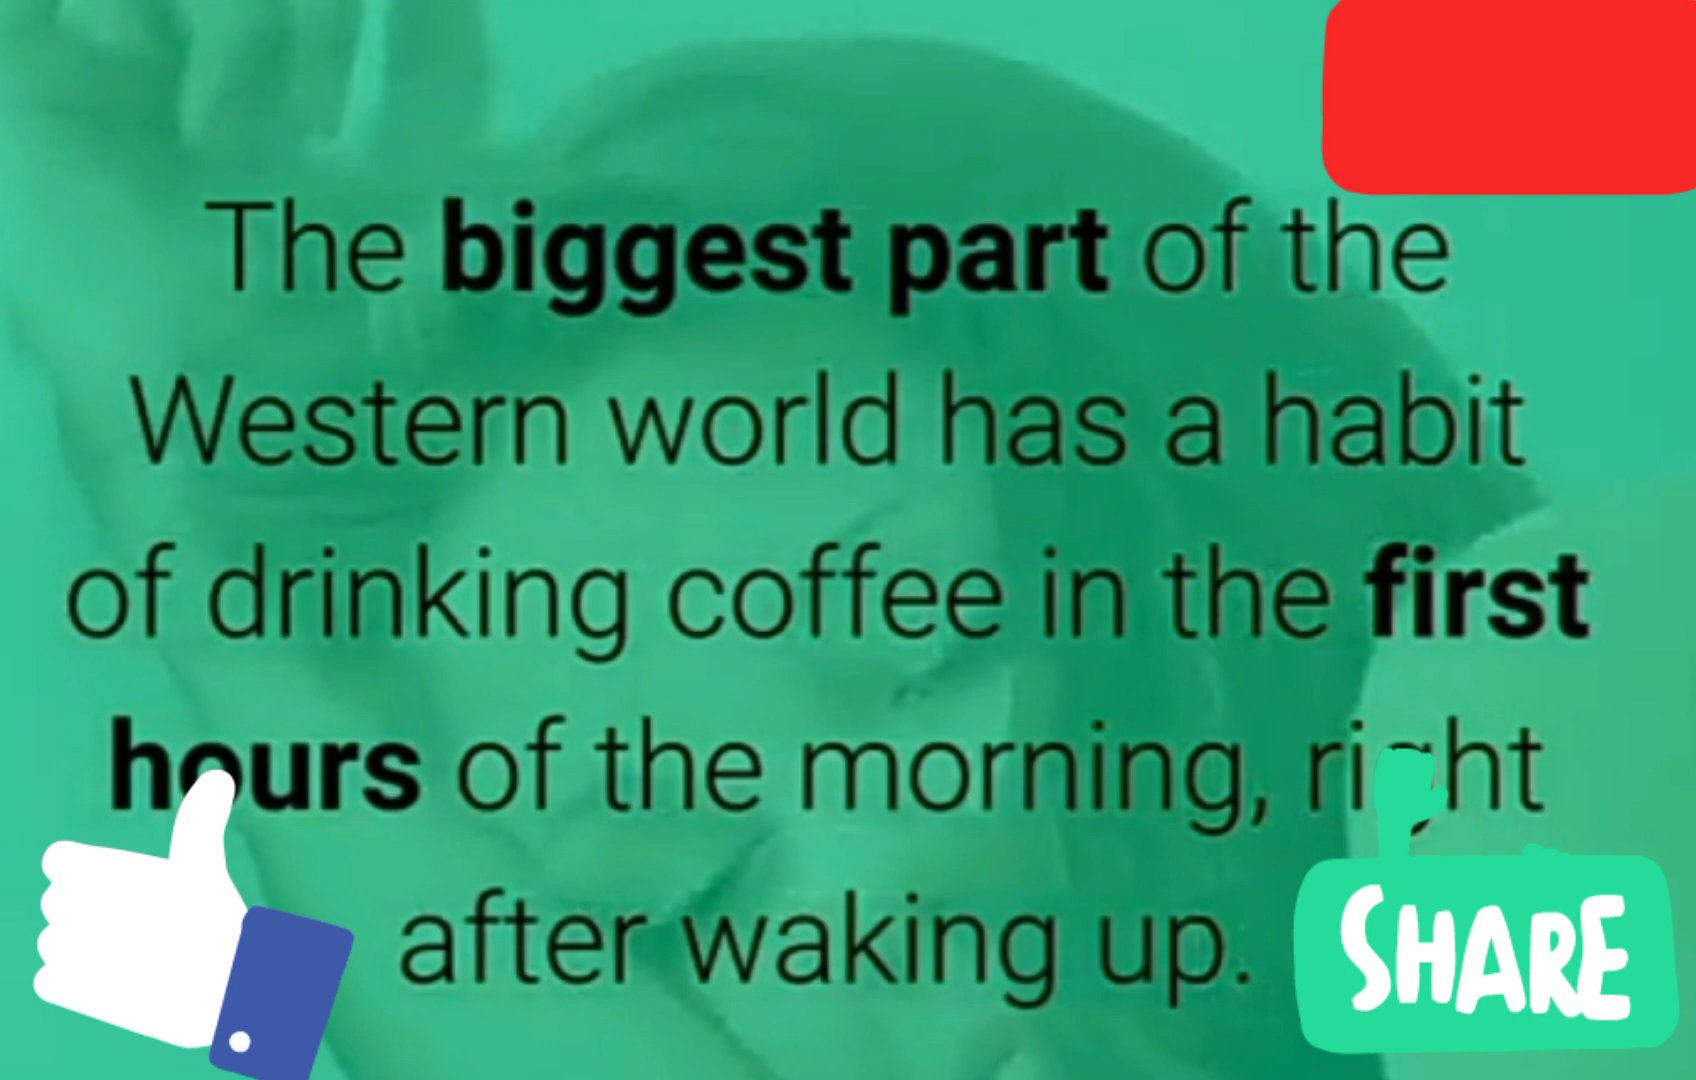 The biggest part of the
Western world has a habit
of drinking coffee in the first
hours of the morning, right
after waking up.
SHARE